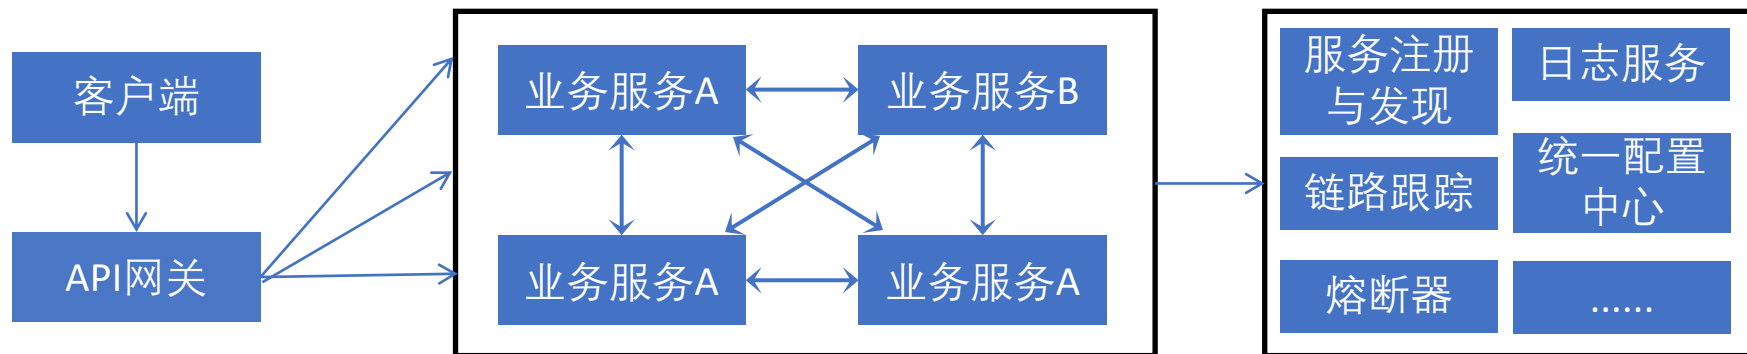 客户端
API网关
业务服务A
业务服务B
业务服务A
业务服务A
服务注册
与发现
日志服务
链路跟踪
统一配置
中心
熔断器
......